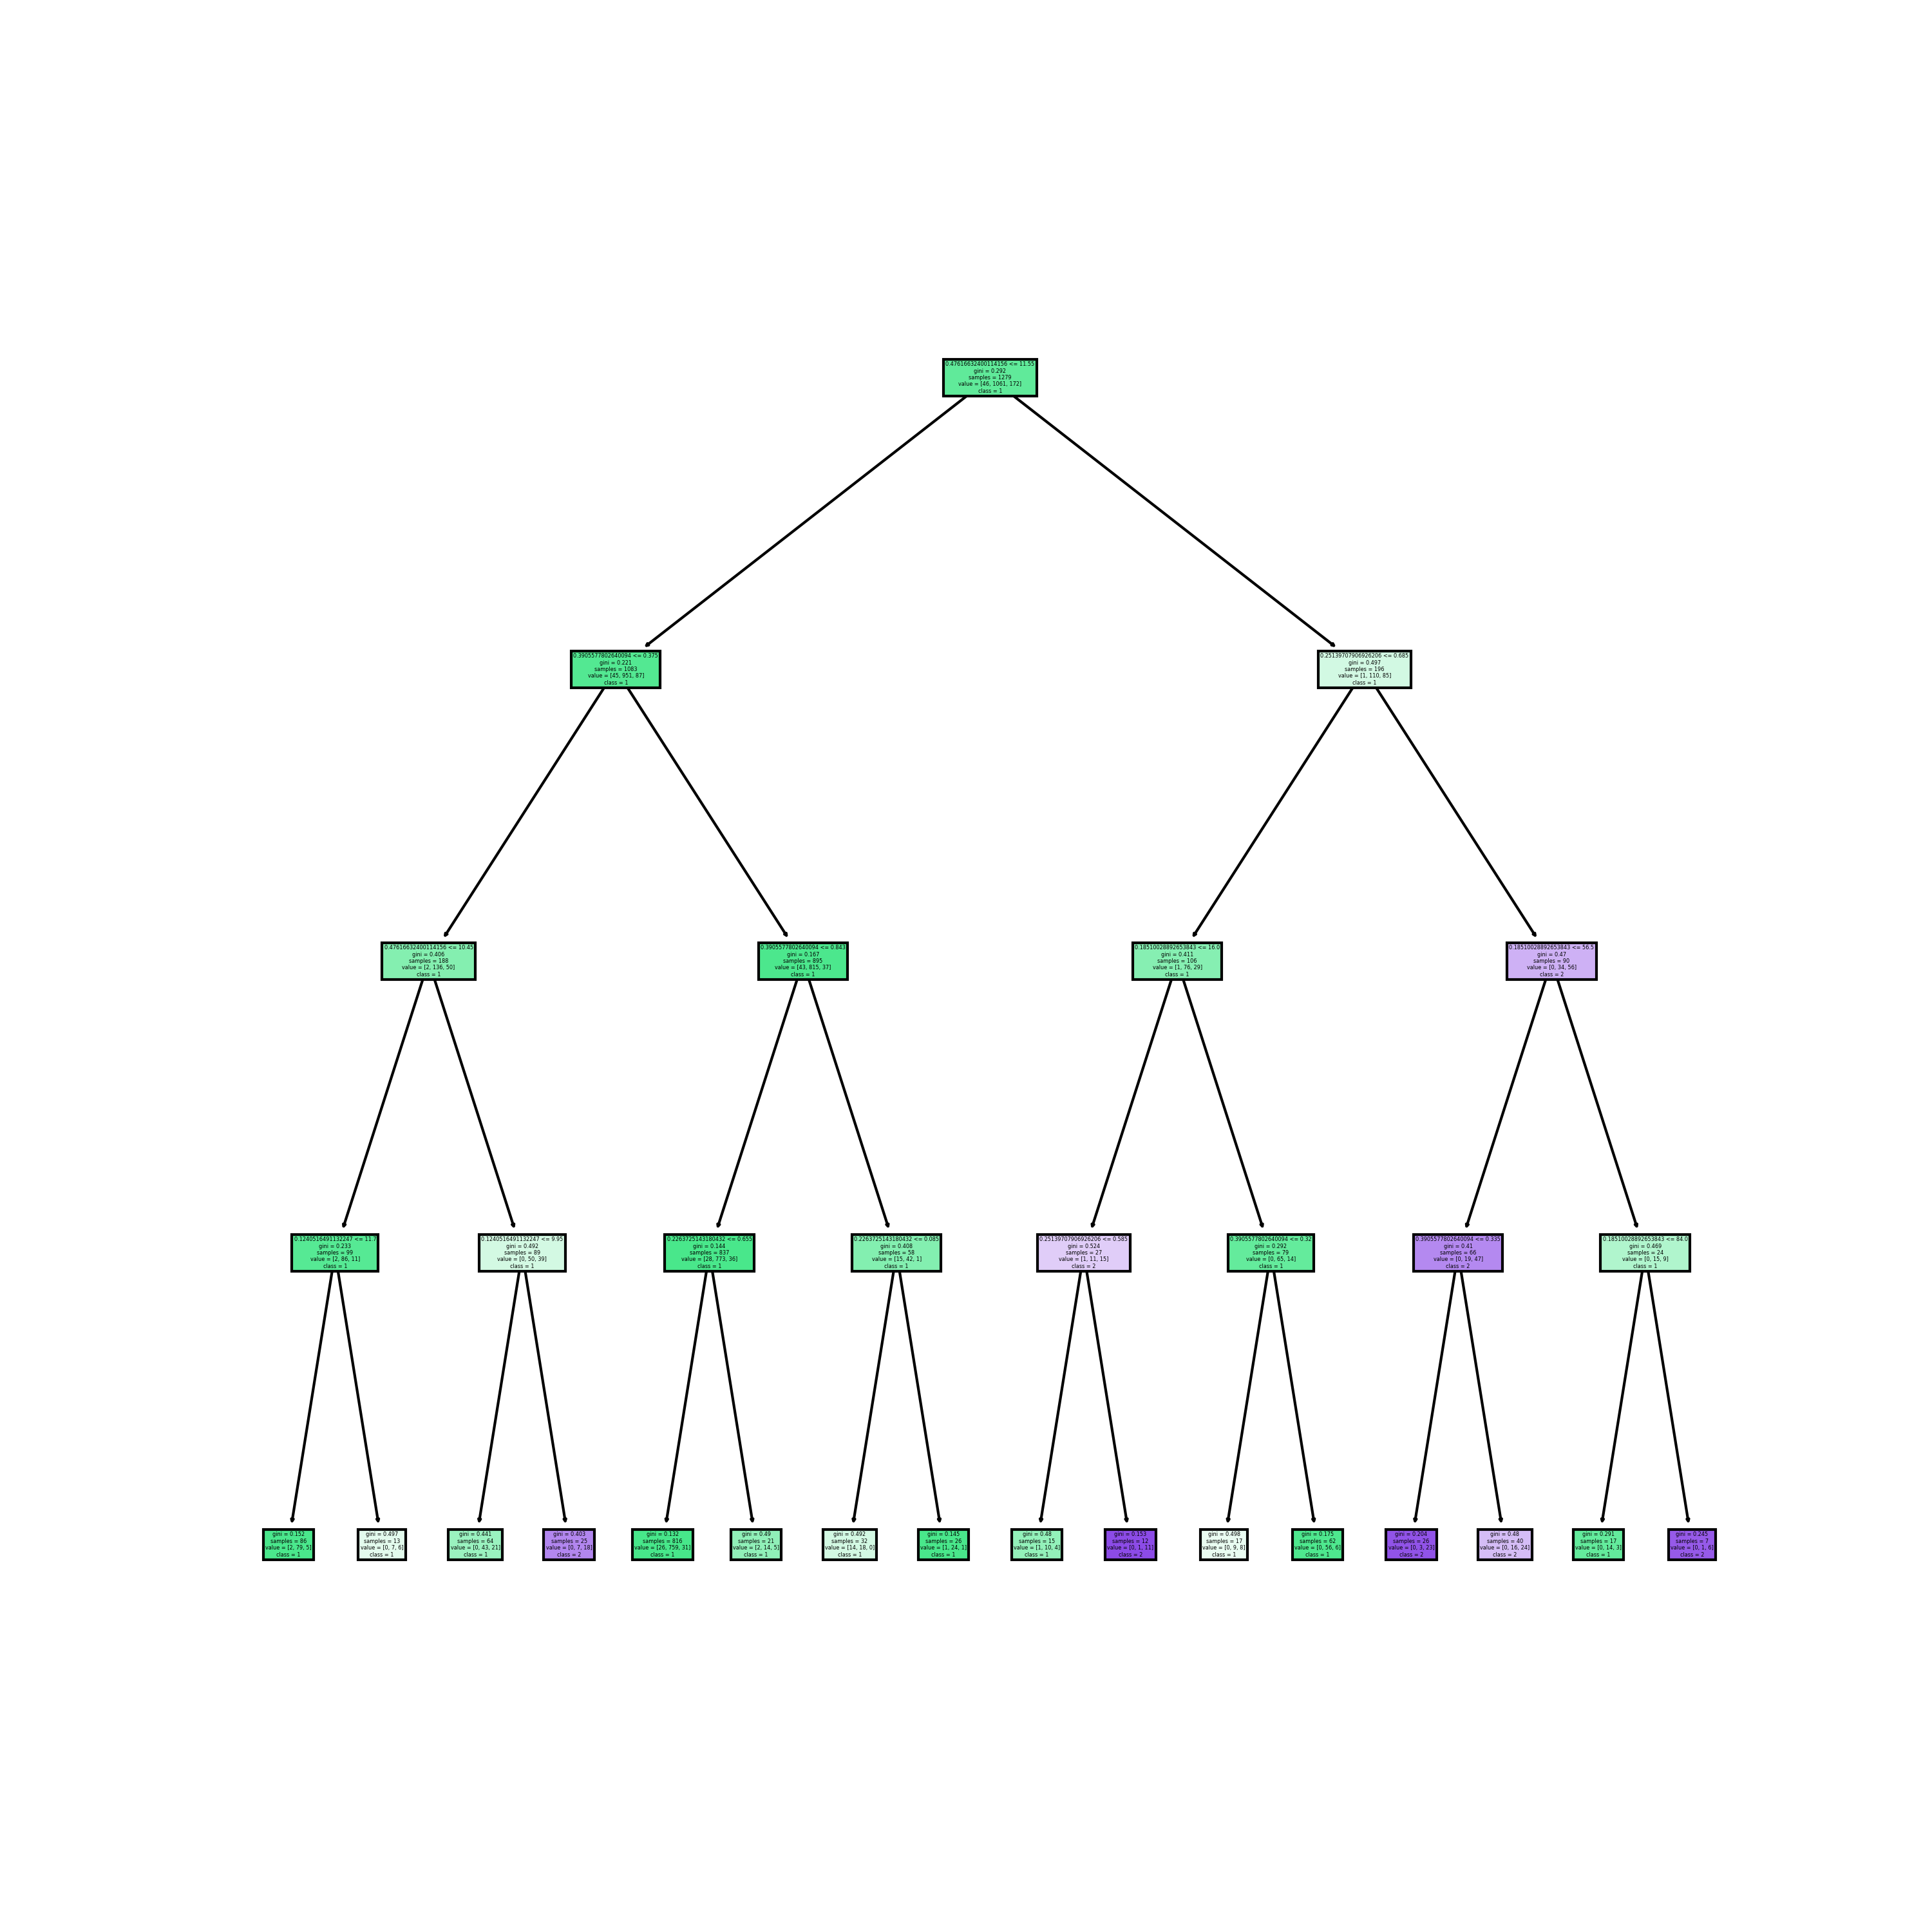 0.47616632400114156 <= 11.55
gini = 0.292
samples = 1279
value = [46, 1061, 172]
class = 1
0.3905577802640094 <= 0.375
gini = 0.221
samples = 1083
value = [45, 951, 87]
class = 1
0.25139707906926206 <= 0.685
gini = 0.497
samples = 196
value = [1, 110, 85]
class = 1
0.47616632400114156 <= 10.45
gini = 0.406
samples = 188
value = [2, 136, 50]
class = 1
0.3905577802640094 <= 0.843
gini = 0.167
samples = 895
value = [43, 815, 37]
class = 1
0.18510028892653843 <= 16.0
gini = 0.411
samples = 106
value = [1, 76, 29]
class = 1
0.18510028892653843 <= 56.5
gini = 0.47
samples = 90
value = [0, 34, 56]
class = 2
0.1240516491132247 <= 11.7
gini = 0.233
samples = 99
value = [2, 86, 11]
class = 1
0.1240516491132247 <= 9.95
gini = 0.492
samples = 89
value = [0, 50, 39]
class = 1
0.2263725143180432 <= 0.655
gini = 0.144
samples = 837
value = [28, 773, 36]
class = 1
0.2263725143180432 <= 0.085
gini = 0.408
samples = 58
value = [15, 42, 1]
class = 1
0.25139707906926206 <= 0.585
gini = 0.524
samples = 27
value = [1, 11, 15]
class = 2
0.3905577802640094 <= 0.32
gini = 0.292
samples = 79
value = [0, 65, 14]
class = 1
0.3905577802640094 <= 0.335
gini = 0.41
samples = 66
value = [0, 19, 47]
class = 2
0.18510028892653843 <= 84.0
gini = 0.469
samples = 24
value = [0, 15, 9]
class = 1
gini = 0.152
samples = 86
value = [2, 79, 5]
class = 1
gini = 0.497
samples = 13
value = [0, 7, 6]
class = 1
gini = 0.441
samples = 64
value = [0, 43, 21]
class = 1
gini = 0.403
samples = 25
value = [0, 7, 18]
class = 2
gini = 0.132
samples = 816
value = [26, 759, 31]
class = 1
gini = 0.49
samples = 21
value = [2, 14, 5]
class = 1
gini = 0.492
samples = 32
value = [14, 18, 0]
class = 1
gini = 0.145
samples = 26
value = [1, 24, 1]
class = 1
gini = 0.48
samples = 15
value = [1, 10, 4]
class = 1
gini = 0.153
samples = 12
value = [0, 1, 11]
class = 2
gini = 0.498
samples = 17
value = [0, 9, 8]
class = 1
gini = 0.175
samples = 62
value = [0, 56, 6]
class = 1
gini = 0.204
samples = 26
value = [0, 3, 23]
class = 2
gini = 0.48
samples = 40
value = [0, 16, 24]
class = 2
gini = 0.291
samples = 17
value = [0, 14, 3]
class = 1
gini = 0.245
samples = 7
value = [0, 1, 6]
class = 2